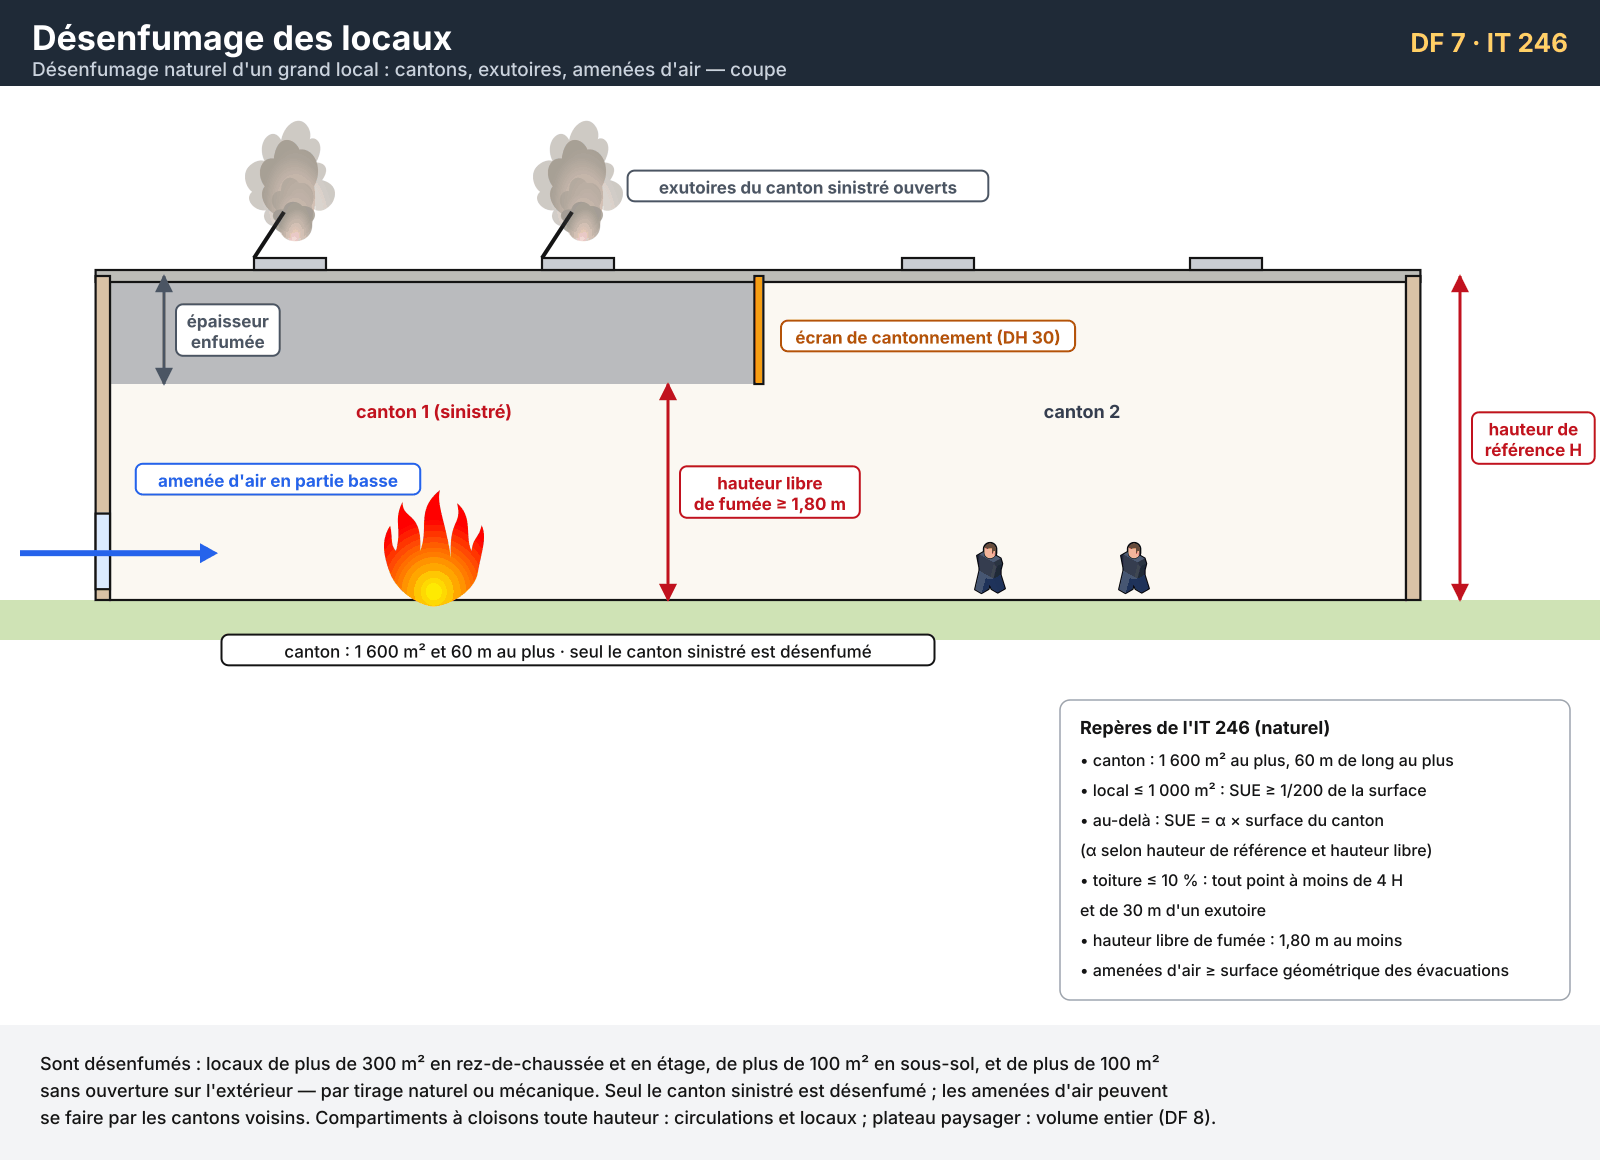 Désenfumage des locaux
DF 7 · IT 246
Désenfumage naturel d'un grand local : cantons, exutoires, amenées d'air — coupe
exutoires du canton sinistré ouverts
épaisseur
enfumée
écran de cantonnement (DH 30)
canton 1 (sinistré)
canton 2
hauteur de
référence H
amenée d'air en partie basse
hauteur libre
de fumée ≥ 1,80 m
canton : 1 600 m² et 60 m au plus · seul le canton sinistré est désenfumé
Repères de l'IT 246 (naturel)
• canton : 1 600 m² au plus, 60 m de long au plus
• local ≤ 1 000 m² : SUE ≥ 1/200 de la surface
• au-delà : SUE = α × surface du canton
(α selon hauteur de référence et hauteur libre)
• toiture ≤ 10 % : tout point à moins de 4 H
et de 30 m d'un exutoire
• hauteur libre de fumée : 1,80 m au moins
• amenées d'air ≥ surface géométrique des évacuations
Sont désenfumés : locaux de plus de 300 m² en rez-de-chaussée et en étage, de plus de 100 m² en sous-sol, et de plus de 100 m²
sans ouverture sur l'extérieur — par tirage naturel ou mécanique. Seul le canton sinistré est désenfumé ; les amenées d'air peuvent
se faire par les cantons voisins. Compartiments à cloisons toute hauteur : circulations et locaux ; plateau paysager : volume entier (DF 8).